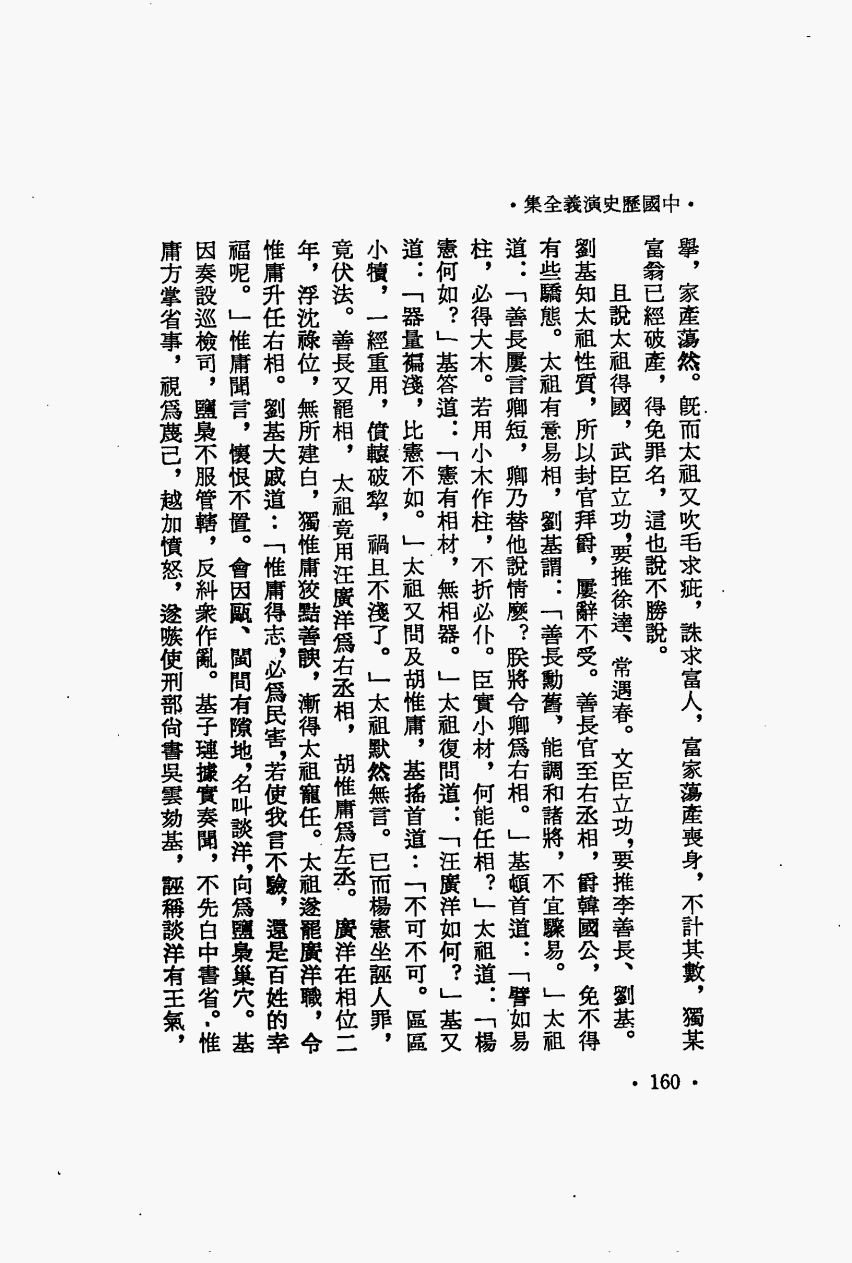 ·中國歷史演義全集·
舉，家產蕩然。旣而太祖又吹毛求疵，誅求富人，富家蕩產喪身，不計其數，獨某
富翁已經破產，得免罪名，這也說不勝說。
且說太祖得國，武臣立功，要推徐達、常遇春。文臣立功，要推李善長、劉基。
劉基知太祖性質，所以封官拜爵，屢辭不受。善長官至右丞相，爵韓國公，免不得
有些驕態。太祖有意易相，劉基謂：「善長勳舊，能調和諸將，不宜驟易。」太祖
道：「善長屢言卿短，卿乃替他說情麼？朕將令卿爲右相。」基頓首道：「譬如易
柱，必得大木。若用小木作柱，不折必仆。臣實小材，何能任相？」太祖道：「楊
憲何如？」基答道：「憲有相材，無相器。」太祖復問道：「汪廣洋如何？」基又
道：「器量褊淺，比憲不如。」太祖又問及胡惟庸，基搖首道：「不可不可。區區
小犢，一經重用，僨轅破犂，禍且不淺了。」太祖默然無言。已而楊憲坐誣人罪，
竟伏法。善長又罷相，太祖竟用汪廣洋爲右丞相，胡惟庸爲左丞。廣洋在相位二
年，浮沈祿位，無所建白，獨惟庸狡黠善諛，漸得太祖寵任。太祖遂罷廣洋職，令
惟庸升任右相。劉基大戚道：「惟庸得志，必爲民害，若使我言不驗，還是百姓的幸
福呢。」惟庸聞言，懷恨不置。會因甌、閩間有隙地，名叫談洋，向爲鹽梟巢穴。基
因奏設巡檢司，鹽梟不服管轄，反糾衆作亂。基子璉據實奏聞，不先白中書省。惟
庸方掌省事，視爲蔑己，越加憤怒，遂嗾使刑部尚書吳雲劾基，誣稱談洋有王氣，
· 160 ·